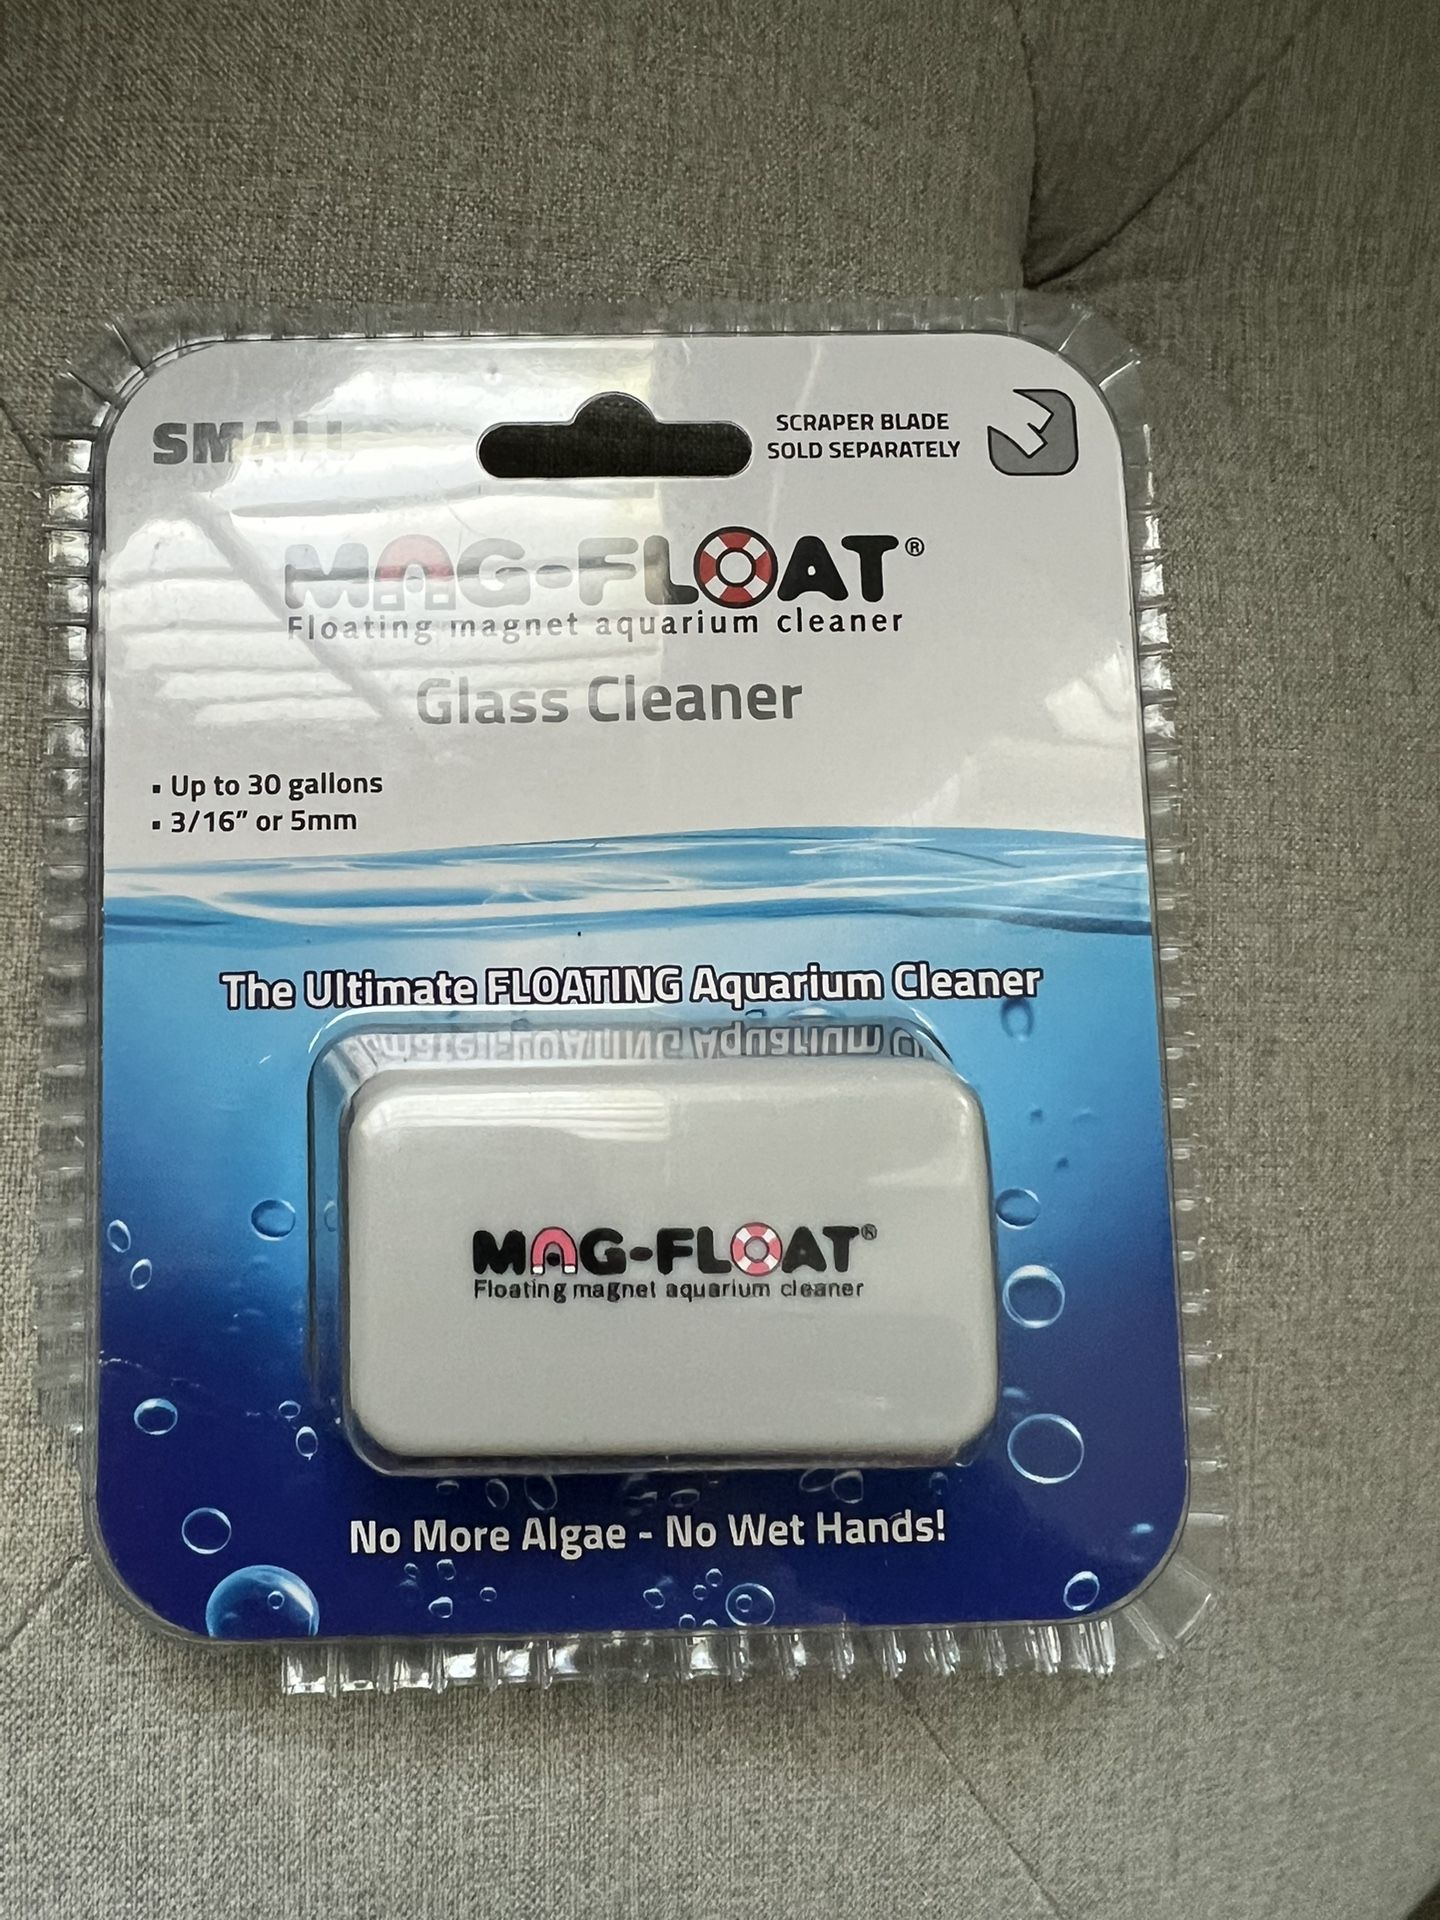 SMALL
SCRAPER BLADE
SOLD SEPARATELY
MAG-FLOAT®
Floating magnet aquarium cleaner
Glass Cleaner
▪ Up to 30 gallons
▪ 3/16” or 5mm
The Ultimate FLOATING Aquarium Cleaner
MAG-FLOAT®
Floating magnet aquarium cleaner
No More Algae - No Wet Hands!